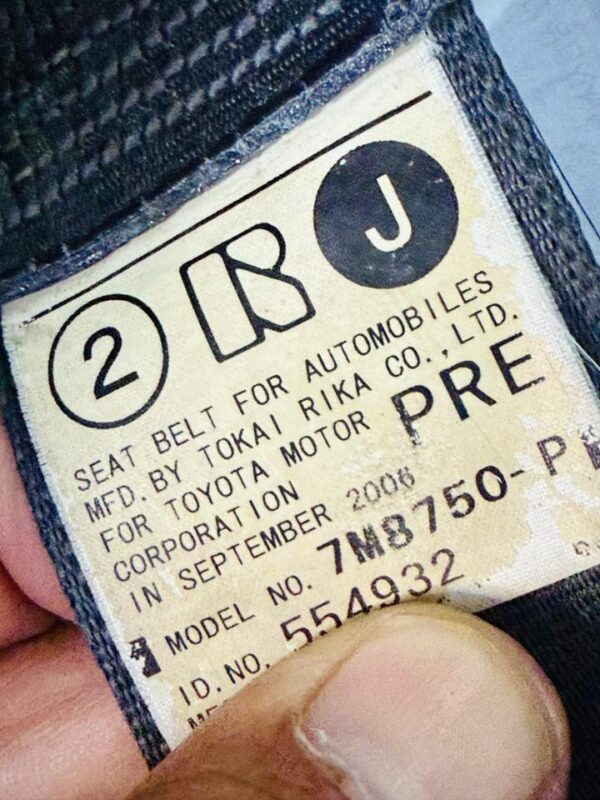 2 R J
SEAT BELT FOR AUTOMOBILES
MFD. BY TOKAI RIKA CO., LTD.
FOR TOYOTA MOTOR PRE
CORPORATION
IN SEPTEMBER 2006
MODEL NO. 7M8750-P
ID. NO. 554932